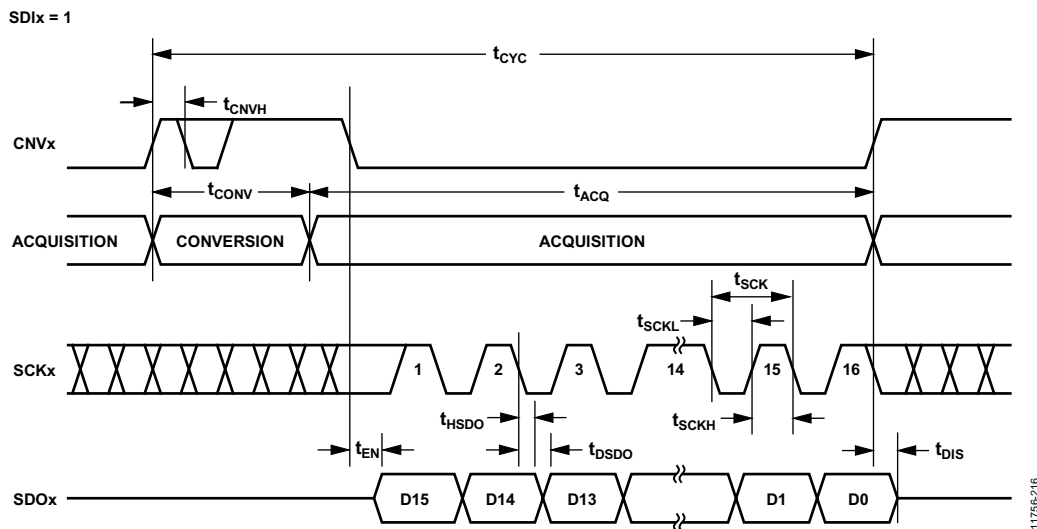 SDIx = 1
tCYC
tCNVH
CNVx
tCONV
tACQ
ACQUISITION
CONVERSION
ACQUISITION
tSCK
tSCKL
SCKx
1
2
3
14
15
16
tHSDO
tSCKH
tEN
tDSDO
tDIS
SDOx
D15
D14
D13
D1
D0
11756-216